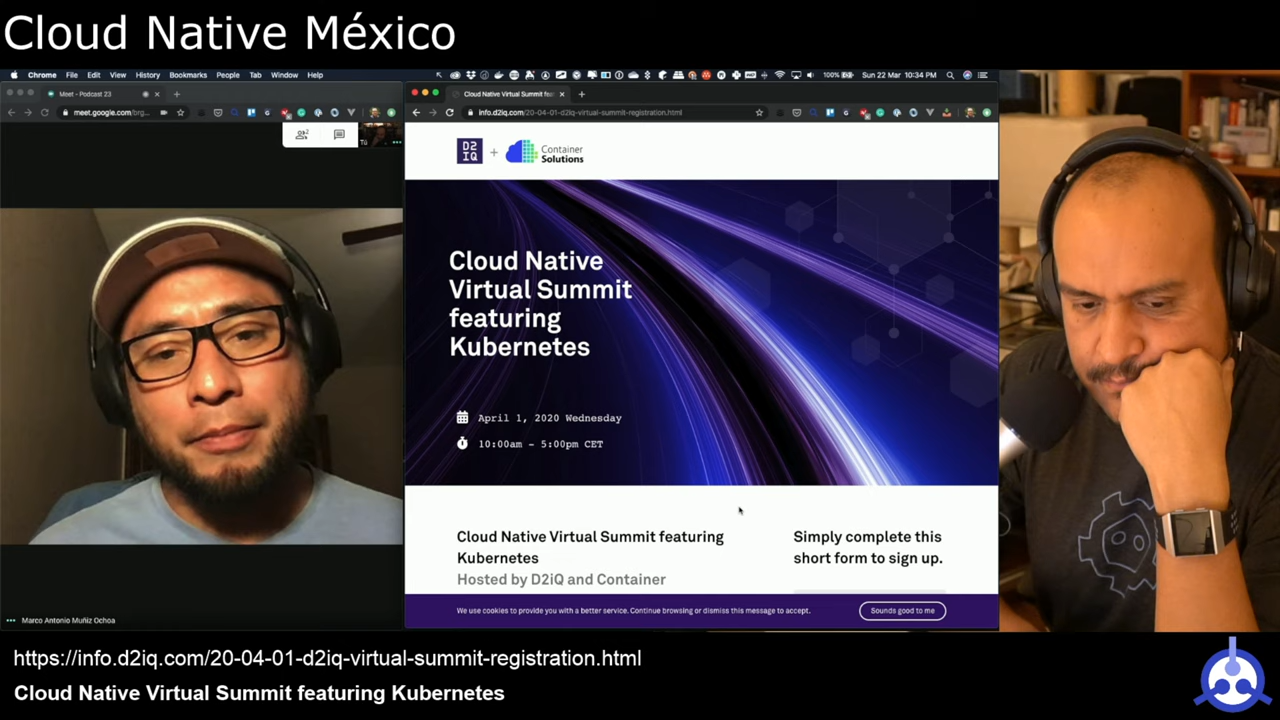 Cloud Native México
Chrome File Edit View History Bookmarks People Tab Window Help
100% Sun 22 Mar 10:34 PM
Meet - Podcast 23
meet.google.com/org...
Tú
Cloud Native Virtual Summit fea
info.d2iq.com/20-04-01-d2iq-virtual-summit-registration.html
D2
IQ
+
Container
Solutions
Cloud Native
Virtual Summit
featuring
Kubernetes
April 1, 2020 Wednesday
10:00am - 5:00pm CET
Cloud Native Virtual Summit featuring
Kubernetes
Hosted by D2iQ and Container
Simply complete this
short form to sign up.
We use cookies to provide you with a better service. Continue browsing or dismiss this message to accept.
Sounds good to me
Marco Antonio Muñiz Ochoa
https://info.d2iq.com/20-04-01-d2iq-virtual-summit-registration.html
Cloud Native Virtual Summit featuring Kubernetes